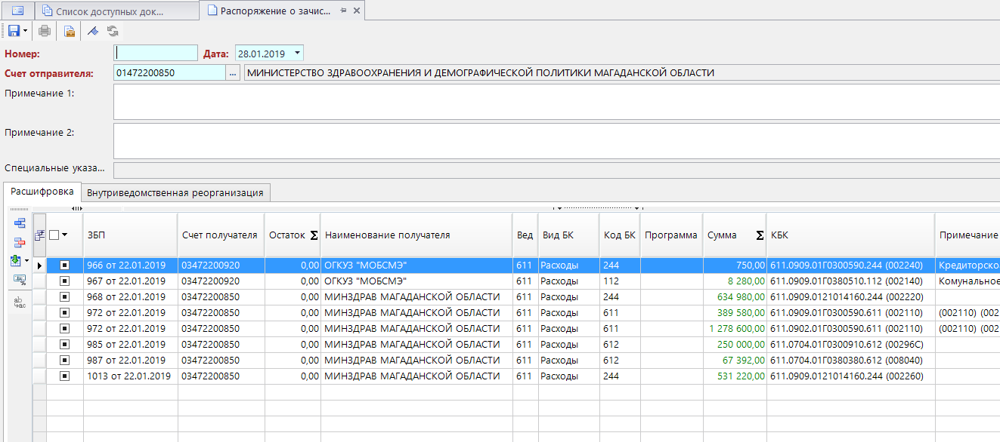 Список доступных док...
Распоряжение о зачис...
Номер:
Дата: 28.01.2019
Счет отправителя: 01472200850 ... МИНИСТЕРСТВО ЗДРАВООХРАНЕНИЯ И ДЕМОГРАФИЧЕСКОЙ ПОЛИТИКИ МАГАДАНСКОЙ ОБЛАСТИ
Примечание 1:
Примечание 2:
Специальные указа...
Расшифровка Внутриведомственная реорганизация
ЗБП Счет получателя Остаток Σ Наименование получателя Вед Вид БК Код БК Программа Сумма Σ КБК Примечание
966 от 22.01.2019 03472200920 0,00 ОГКУЗ "МОБСМЭ" 611 Расходы 244 750,00 611.0909.01Г0300590.244 (002240) Кредиторско
967 от 22.01.2019 03472200920 0,00 ОГКУЗ "МОБСМЭ" 611 Расходы 112 8 280,00 611.0909.01Г0380510.112 (002140) Комунальное
968 от 22.01.2019 03472200850 0,00 МИНЗДРАВ МАГАДАНСКОЙ ОБЛАСТИ 611 Расходы 244 634 980,00 611.0909.0121014160.244 (002220)
972 от 22.01.2019 03472200850 0,00 МИНЗДРАВ МАГАДАНСКОЙ ОБЛАСТИ 611 Расходы 611 389 580,00 611.0909.01Г0300590.611 (002110) (002110) (002
972 от 22.01.2019 03472200850 0,00 МИНЗДРАВ МАГАДАНСКОЙ ОБЛАСТИ 611 Расходы 611 1 278 600,00 611.0902.01Г0300590.611 (002110) (002110) (002
985 от 22.01.2019 03472200850 0,00 МИНЗДРАВ МАГАДАНСКОЙ ОБЛАСТИ 611 Расходы 612 250 000,00 611.0704.01Г0300910.612 (00296С)
987 от 22.01.2019 03472200850 0,00 МИНЗДРАВ МАГАДАНСКОЙ ОБЛАСТИ 611 Расходы 612 67 392,00 611.0704.01Г0380380.612 (008040)
1013 от 22.01.2019 03472200850 0,00 МИНЗДРАВ МАГАДАНСКОЙ ОБЛАСТИ 611 Расходы 244 531 220,00 611.0909.0121014160.244 (002260)